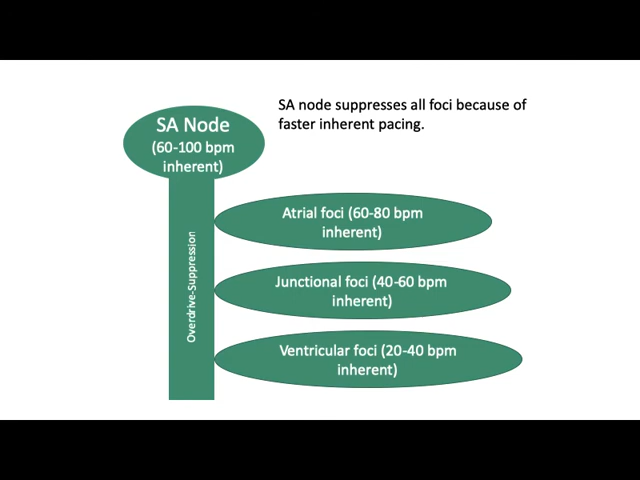 SA node suppresses all foci because of
faster inherent pacing.
SA Node
(60-100 bpm
inherent)
Overdrive-Suppression
Atrial foci (60-80 bpm
inherent)
Junctional foci (40-60 bpm
inherent)
Ventricular foci (20-40 bpm
inherent)